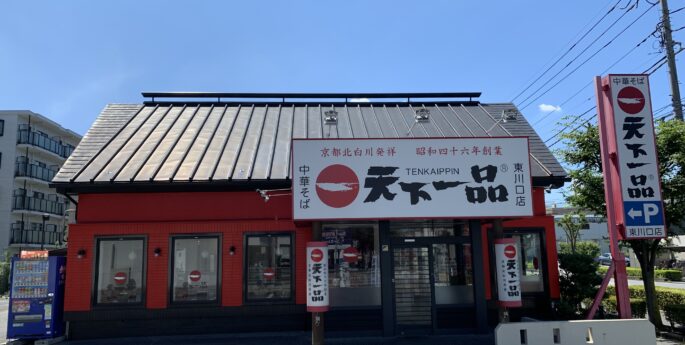 京都北白川発祥 昭和四十六年創業
中華そば
TENKAIPPIN
天下一品®
東川口店
中華そば
天下一品
P
東川口店
天下一品
天下一品